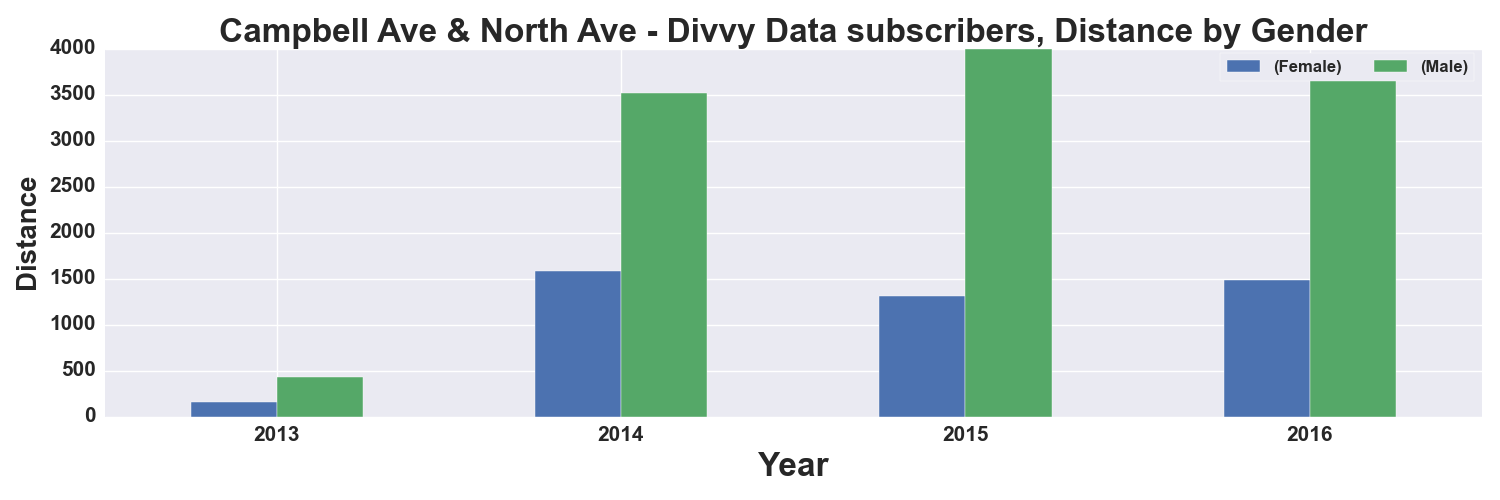 Campbell Ave & North Ave - Divvy Data subscribers, Distance by Gender
(Female) (Male)
Distance
4000
3500
3000
2500
2000
1500
1000
500
0
2013 2014 2015 2016
Year